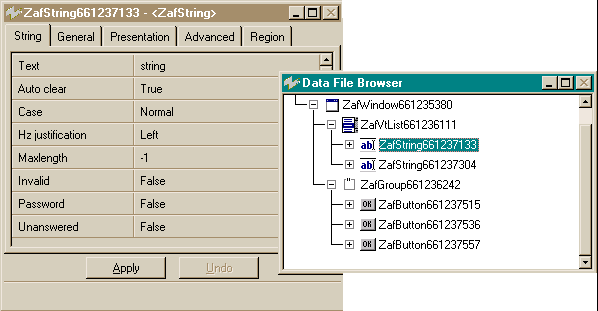 ZafString661237133 - <ZafString>
String General Presentation Advanced Region
Text string
Auto clear True
Case Normal
Hz justification Left
Maxlength -1
Invalid False
Password False
Unanswered False
Apply Undo
Data File Browser
ZafWindow661235380
ZafVtList661236111
ab ZafString661237133
ab ZafString661237304
ZafGroup661236242
OK ZafButton661237515
OK ZafButton661237536
OK ZafButton661237557